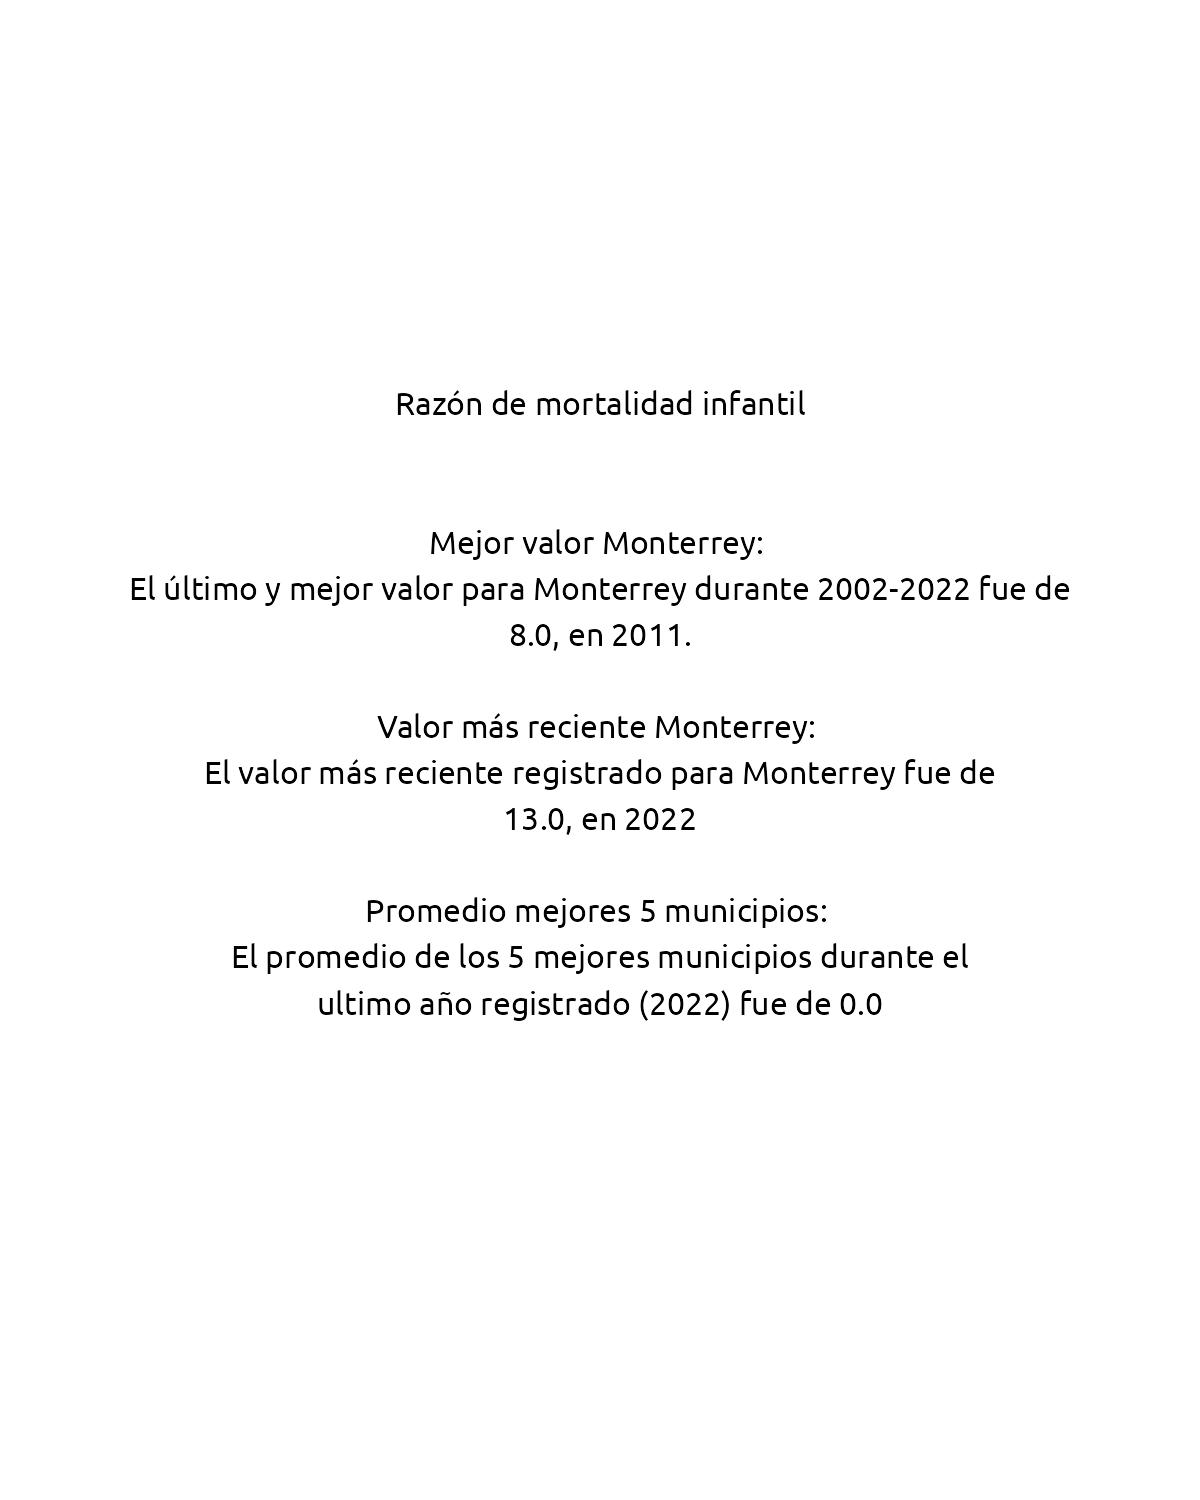 Razón de mortalidad infantil
Mejor valor Monterrey:
El último y mejor valor para Monterrey durante 2002-2022 fue de
8.0, en 2011.
Valor más reciente Monterrey:
El valor más reciente registrado para Monterrey fue de
13.0, en 2022
Promedio mejores 5 municipios:
El promedio de los 5 mejores municipios durante el
ultimo año registrado (2022) fue de 0.0